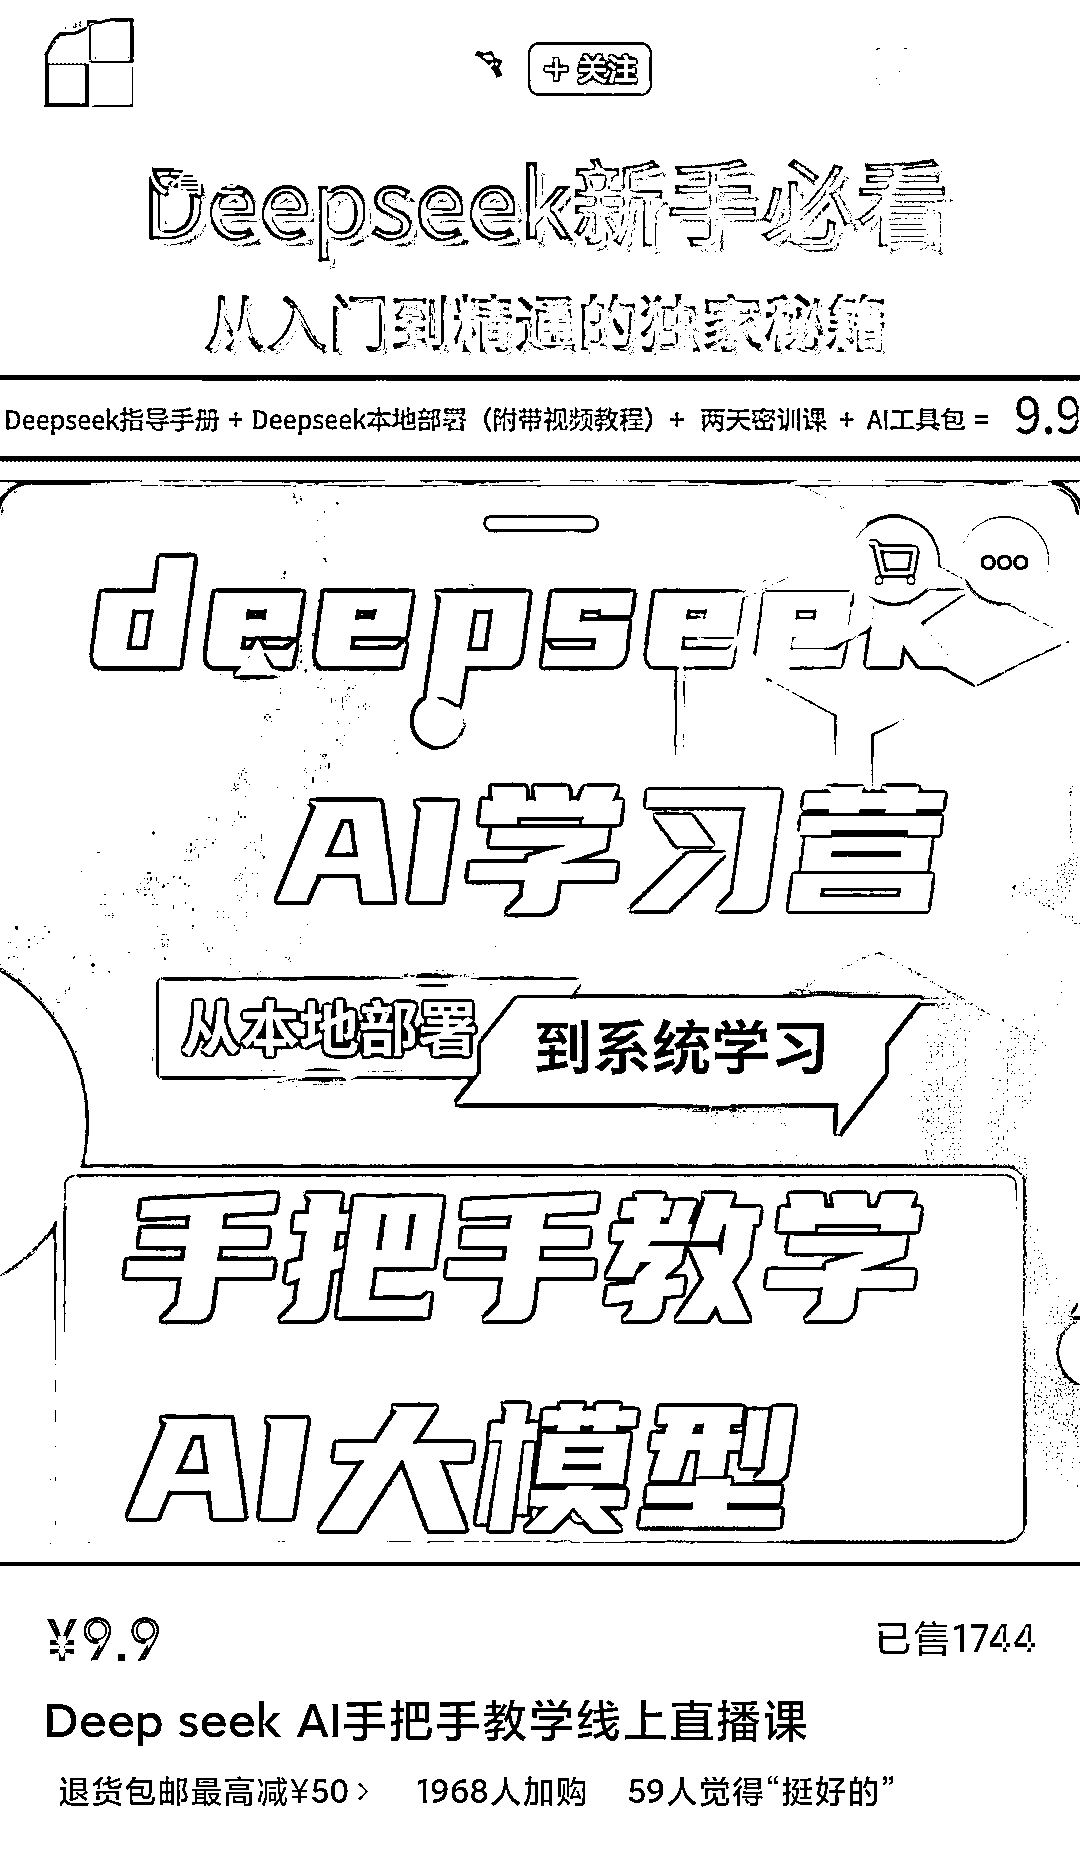 + 关注
Deepseek新手必看
从入门到精通的独家秘籍
Deepseek指导手册 + Deepseek本地部署（附带视频教程）+ 两天密训课 + AI工具包 = 9.9
deepseek
AI学习营
从本地部署
到系统学习
手把手教学
AI大模型
¥9.9 已售1744
Deep seek AI手把手教学线上直播课
退货包邮最高减¥50 > 1968人加购 59人觉得“挺好的”